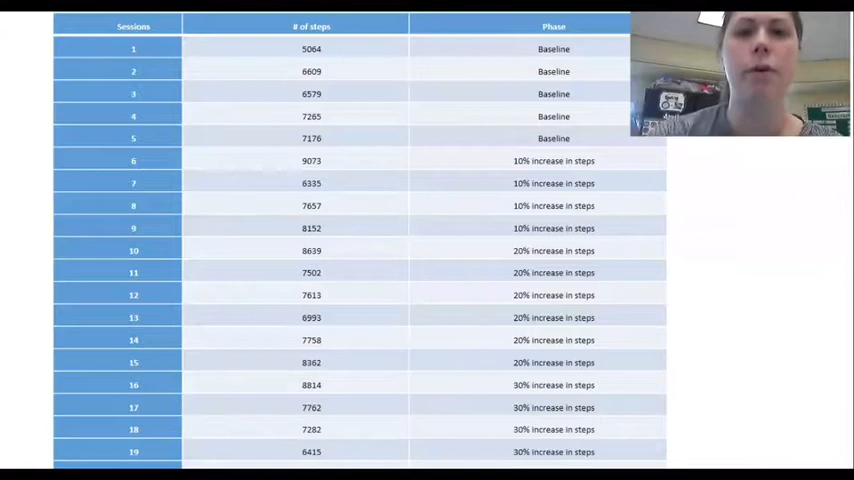 Sessions # of steps Phase
1 5064 Baseline
2 6609 Baseline
3 6579 Baseline
4 7265 Baseline
5 7176 Baseline
6 9073 10% increase in steps
7 6335 10% increase in steps
8 7657 10% increase in steps
9 8152 10% increase in steps
10 8639 20% increase in steps
11 7502 20% increase in steps
12 7613 20% increase in steps
13 6993 20% increase in steps
14 7758 20% increase in steps
15 8362 20% increase in steps
16 8814 30% increase in steps
17 7762 30% increase in steps
18 7282 30% increase in steps
19 6415 30% increase in steps